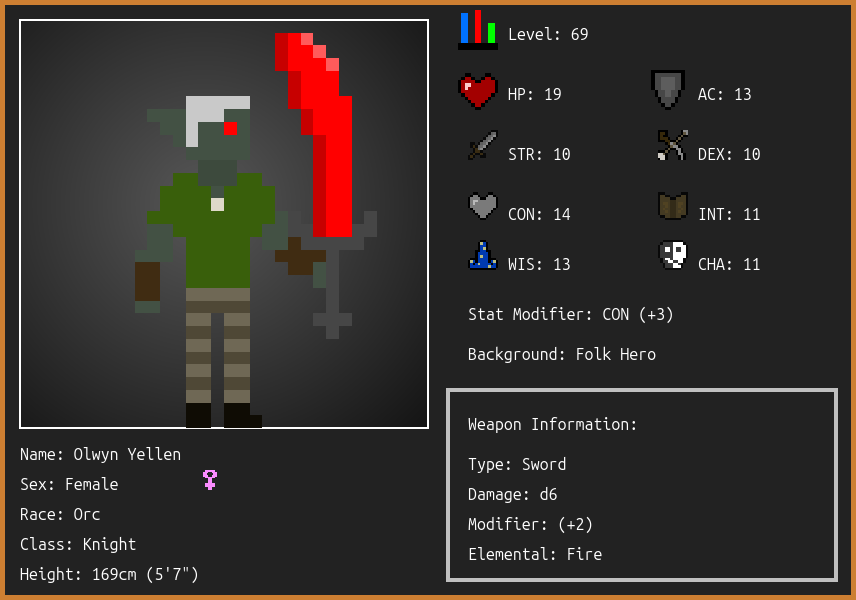 Level: 69
HP: 19
AC: 13
STR: 10
DEX: 10
CON: 14
INT: 11
WIS: 13
CHA: 11
Stat Modifier: CON (+3)
Background: Folk Hero
Weapon Information:
Type: Sword
Damage: d6
Modifier: (+2)
Elemental: Fire
Name: Olwyn Yellen
Sex: Female
Race: Orc
Class: Knight
Height: 169cm (5'7")